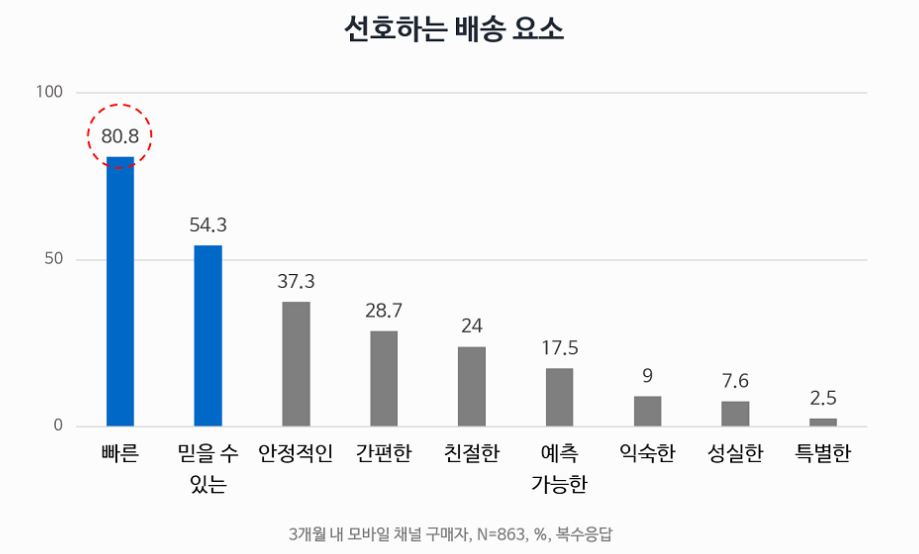 선호하는 배송 요소
100
80.8
54.3
50
37.3
28.7
24
17.5
9
7.6
2.5
0
빠른
믿을 수
있는
안정적인
간편한
친절한
예측
가능한
익숙한
성실한
특별한
3개월 내 모바일 채널 구매자, N=863, %, 복수응답